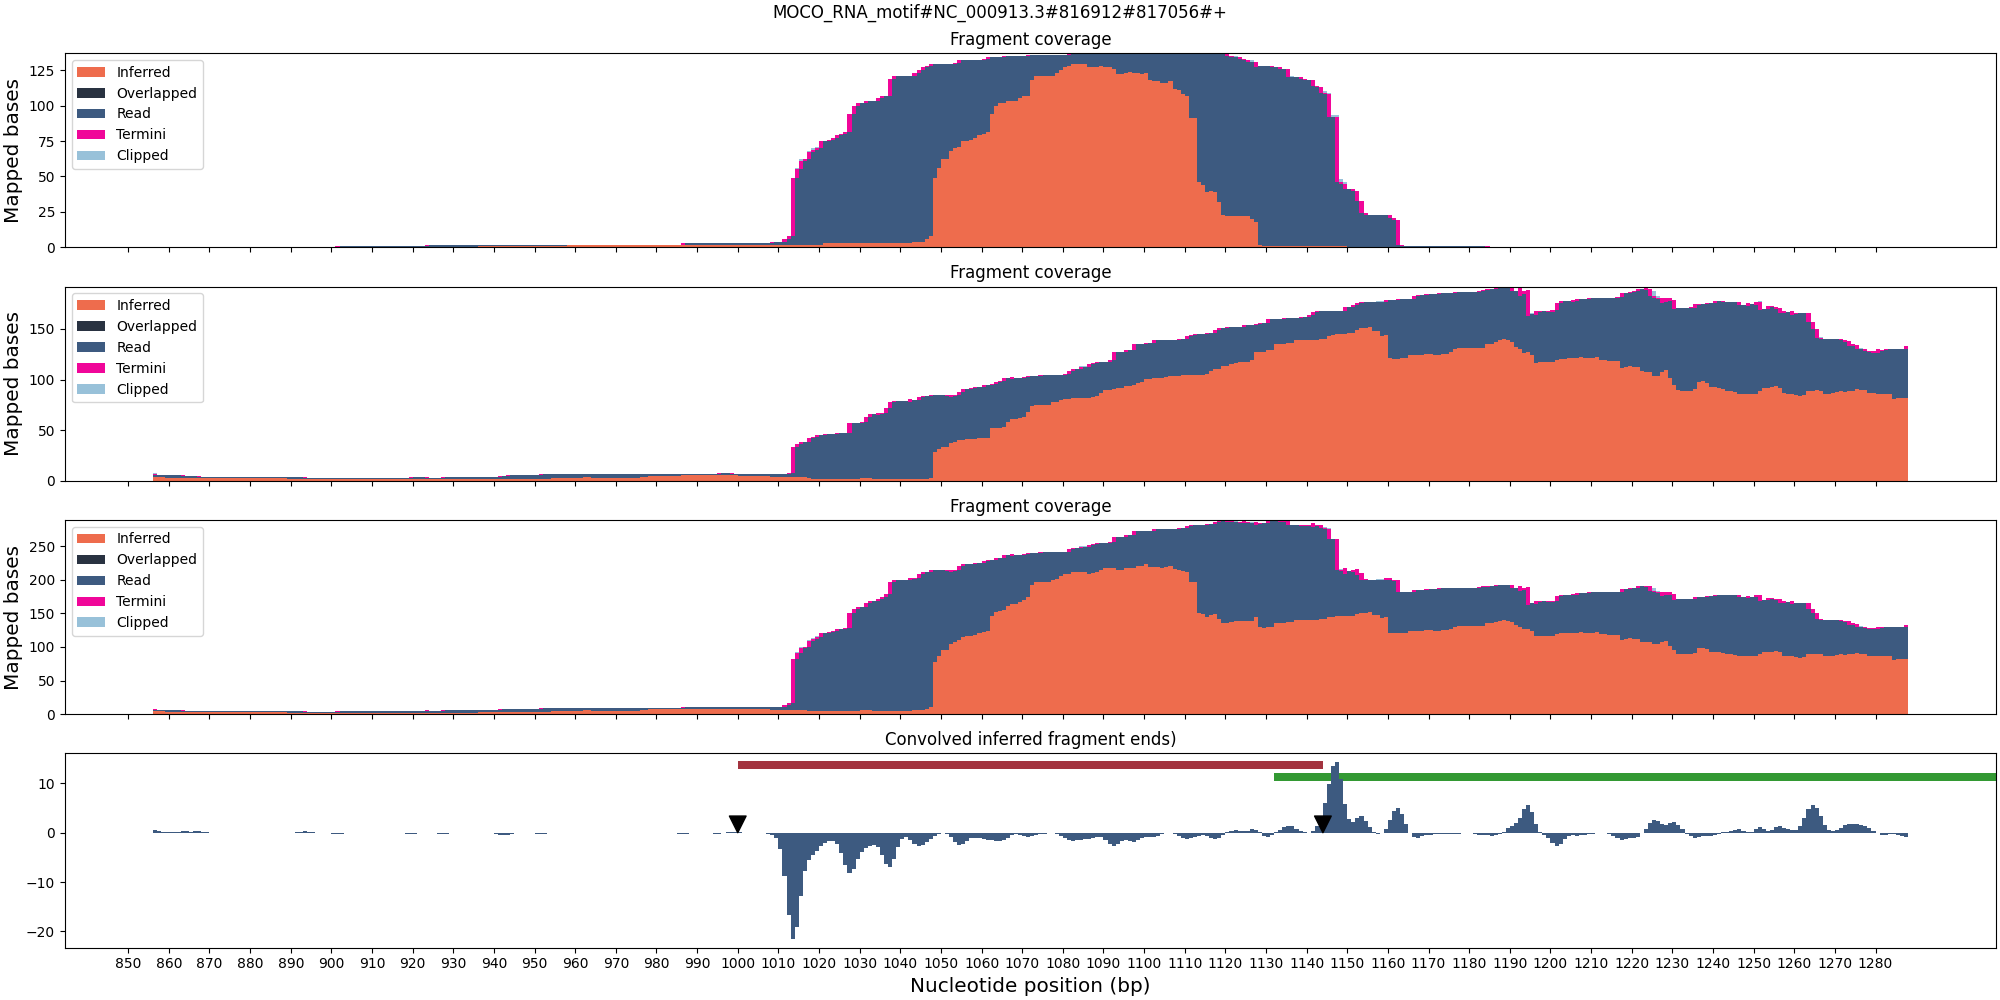 MOCO_RNA_motif#NC_000913.3#816912#817056#+
Fragment coverage
Mapped bases
125
100
75
50
25
0
Inferred
Overlapped
Read
Termini
Clipped
Fragment coverage
Mapped bases
150
100
50
0
Inferred
Overlapped
Read
Termini
Clipped
Fragment coverage
Mapped bases
250
200
150
100
50
0
Inferred
Overlapped
Read
Termini
Clipped
Convolved inferred fragment ends)
10
0
−10
−20
850 860 870 880 890 900 910 920 930 940 950 960 970 980 990 1000 1010 1020 1030 1040 1050 1060 1070 1080 1090 1100 1110 1120 1130 1140 1150 1160 1170 1180 1190 1200 1210 1220 1230 1240 1250 1260 1270 1280
Nucleotide position (bp)